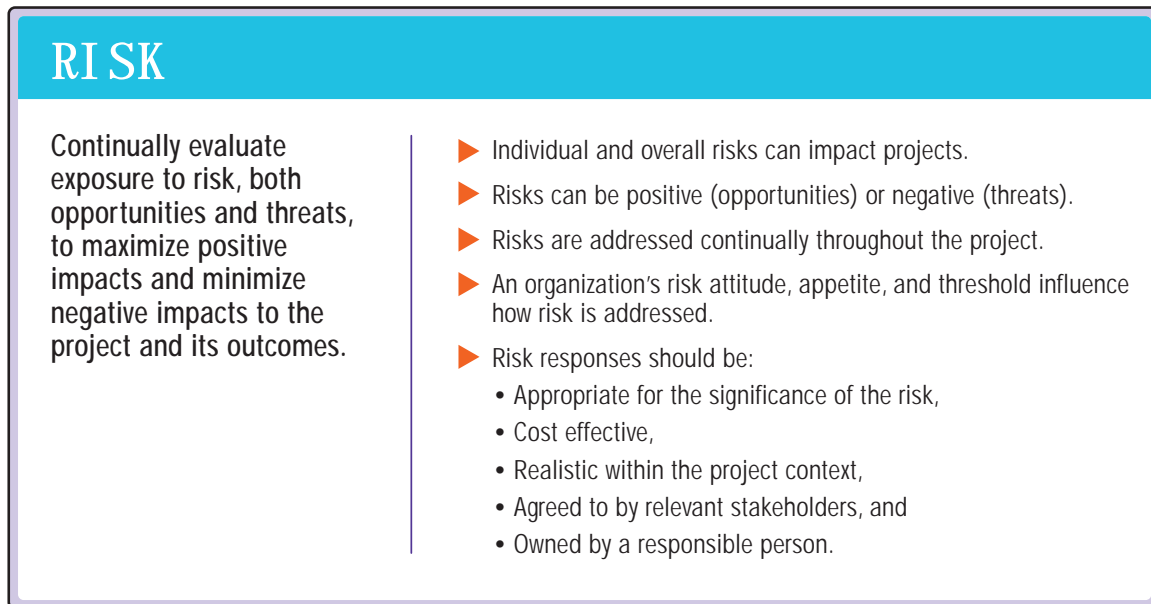 RISK
Continually evaluate
exposure to risk, both
opportunities and threats,
to maximize positive
impacts and minimize
negative impacts to the
project and its outcomes.
▶ Individual and overall risks can impact projects.
▶ Risks can be positive (opportunities) or negative (threats).
▶ Risks are addressed continually throughout the project.
▶ An organization’s risk attitude, appetite, and threshold influence
how risk is addressed.
▶ Risk responses should be:
• Appropriate for the significance of the risk,
• Cost effective,
• Realistic within the project context,
• Agreed to by relevant stakeholders, and
• Owned by a responsible person.